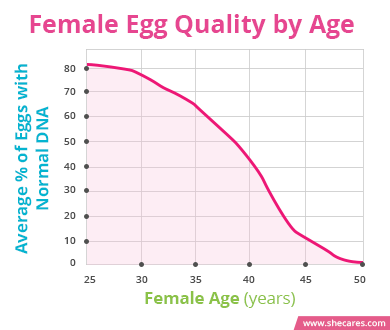 Female Egg Quality by Age
Average % of Eggs with
Normal DNA
80
70
60
50
40
30
20
10
0
25 30 35 40 45 50
Female Age (years)
www.shecares.com